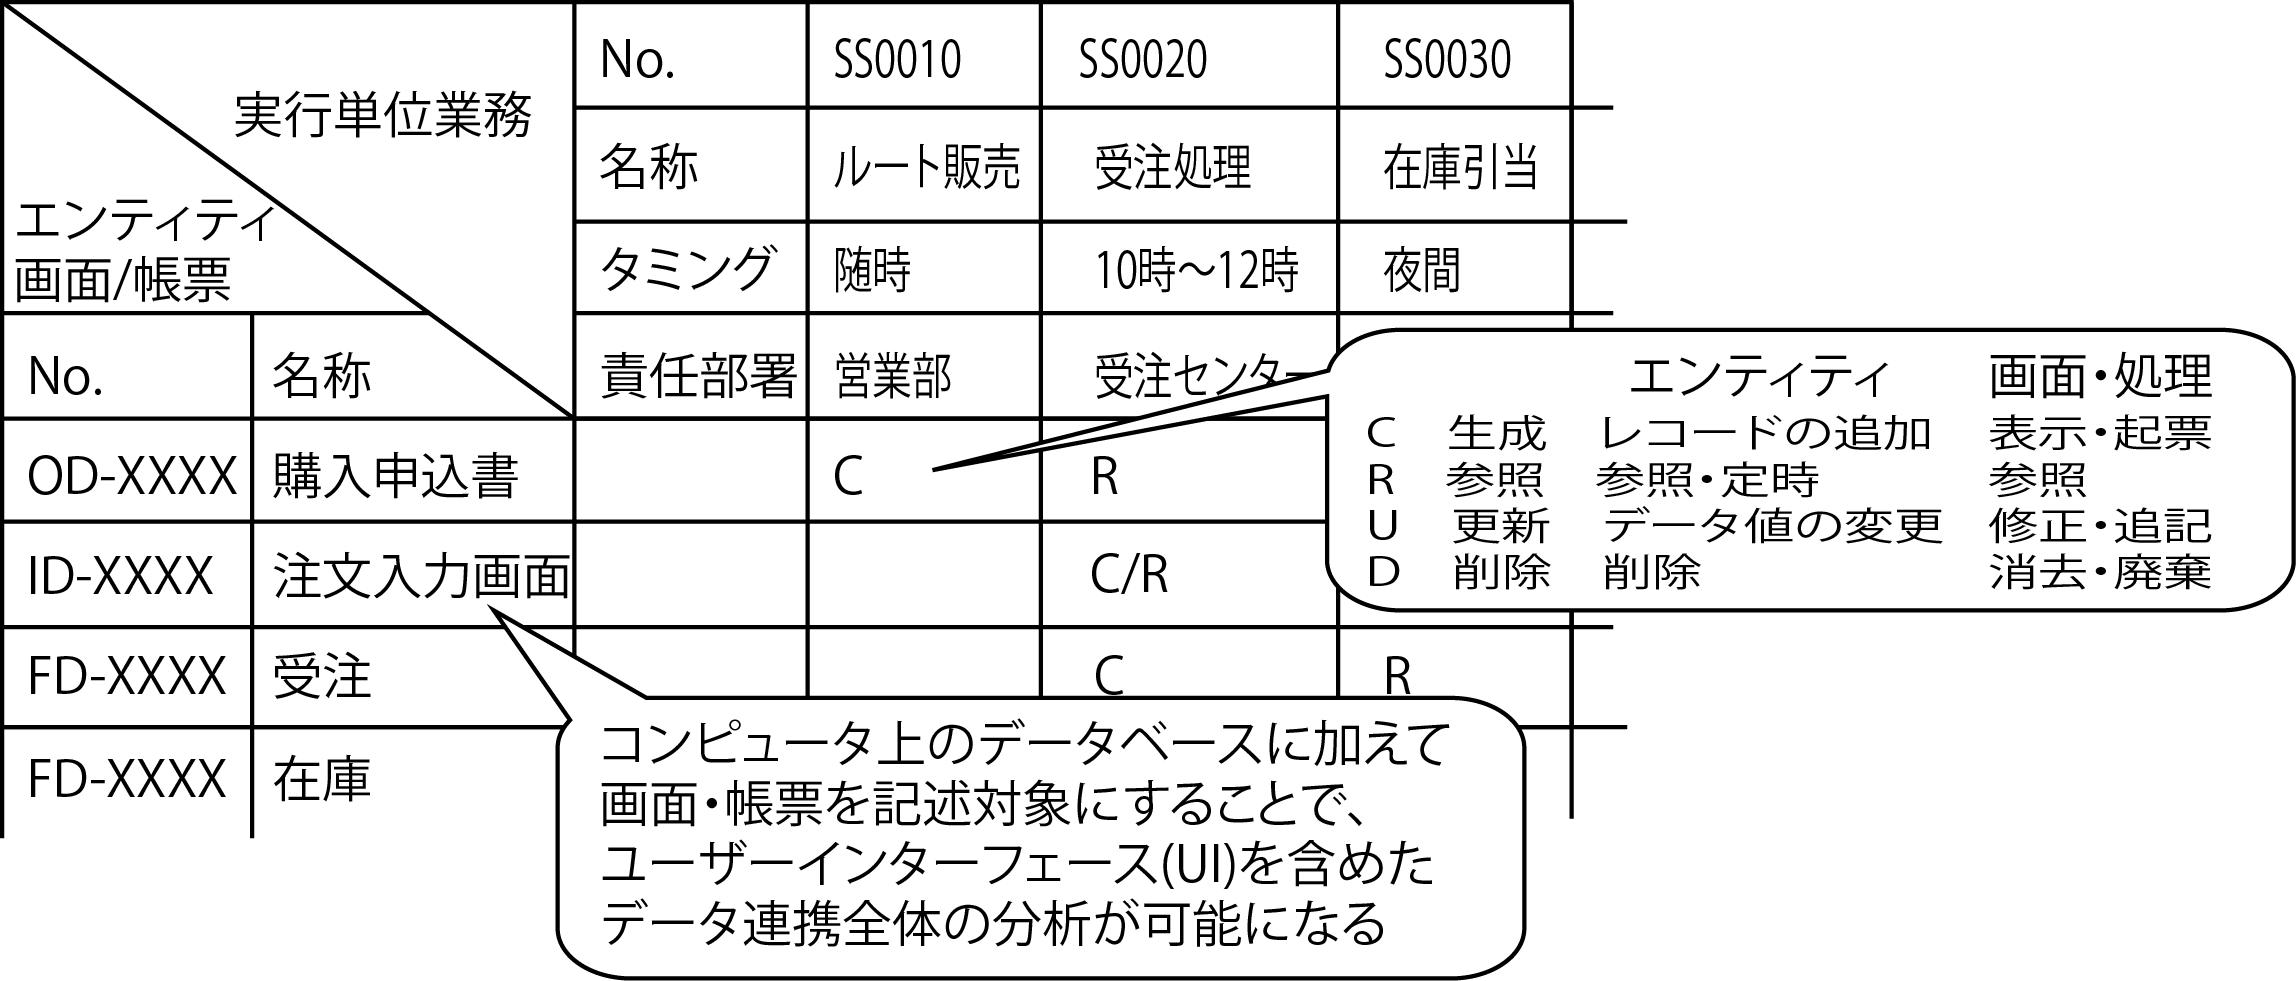 No. SS0010 SS0020 SS0030
実行単位業務
名称 ルート販売 受注処理 在庫引当
エンティティ
画面/帳票
タミング 随時 10時～12時 夜間
No. 名称 責任部署 営業部 受注センター
OD-XXXX 購入申込書 C R
ID-XXXX 注文入力画面 C/R
FD-XXXX 受注 C R
FD-XXXX 在庫
エンティティ 画面・処理
C 生成 レコードの追加 表示・起票
R 参照 参照・定時 参照
U 更新 データ値の変更 修正・追記
D 削除 削除 消去・廃棄
コンピュータ上のデータベースに加えて
画面・帳票を記述対象にすることで、
ユーザーインターフェース(UI)を含めた
データ連携全体の分析が可能になる